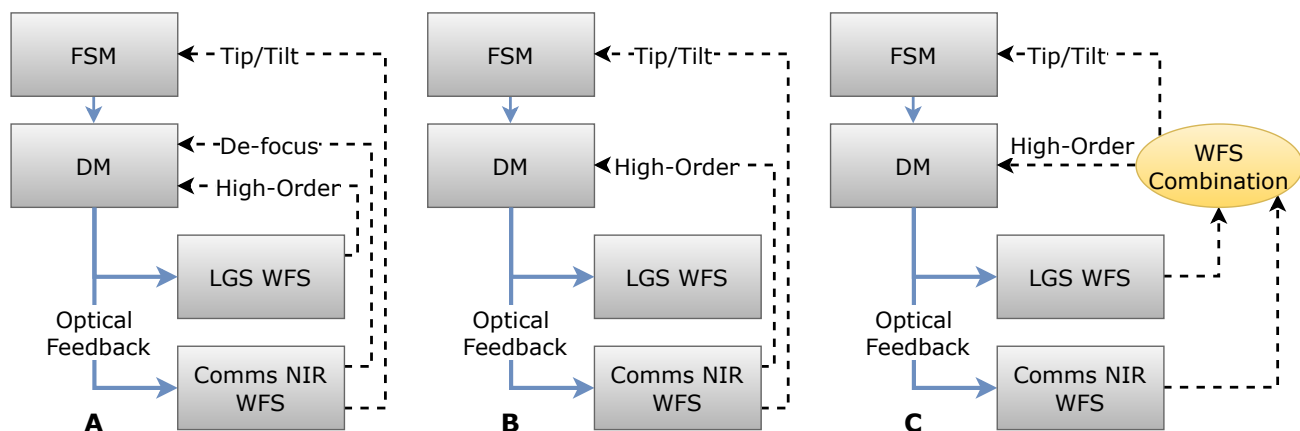 FSM
Tip/Tilt
DM
De-focus
High-Order
LGS WFS
Optical
Feedback
Comms NIR
WFS
A
FSM
Tip/Tilt
DM
High-Order
LGS WFS
Optical
Feedback
Comms NIR
WFS
B
FSM
Tip/Tilt
DM
High-Order
WFS
Combination
LGS WFS
Optical
Feedback
Comms NIR
WFS
C